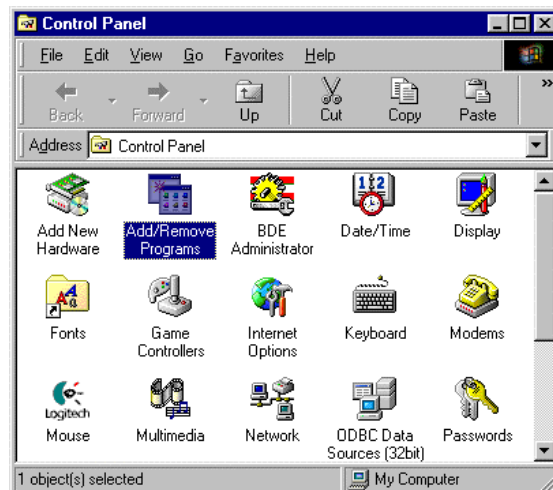 Control Panel
File Edit View Go Favorites Help
Back Forward Up Cut Copy Paste »
Address Control Panel
Add New Hardware
Add/Remove Programs
BDE Administrator
Date/Time
Display
Fonts
Game Controllers
Internet Options
Keyboard
Modems
Logitech
Mouse
Multimedia
Network
ODBC Data Sources (32bit)
Passwords
1 object(s) selected
My Computer